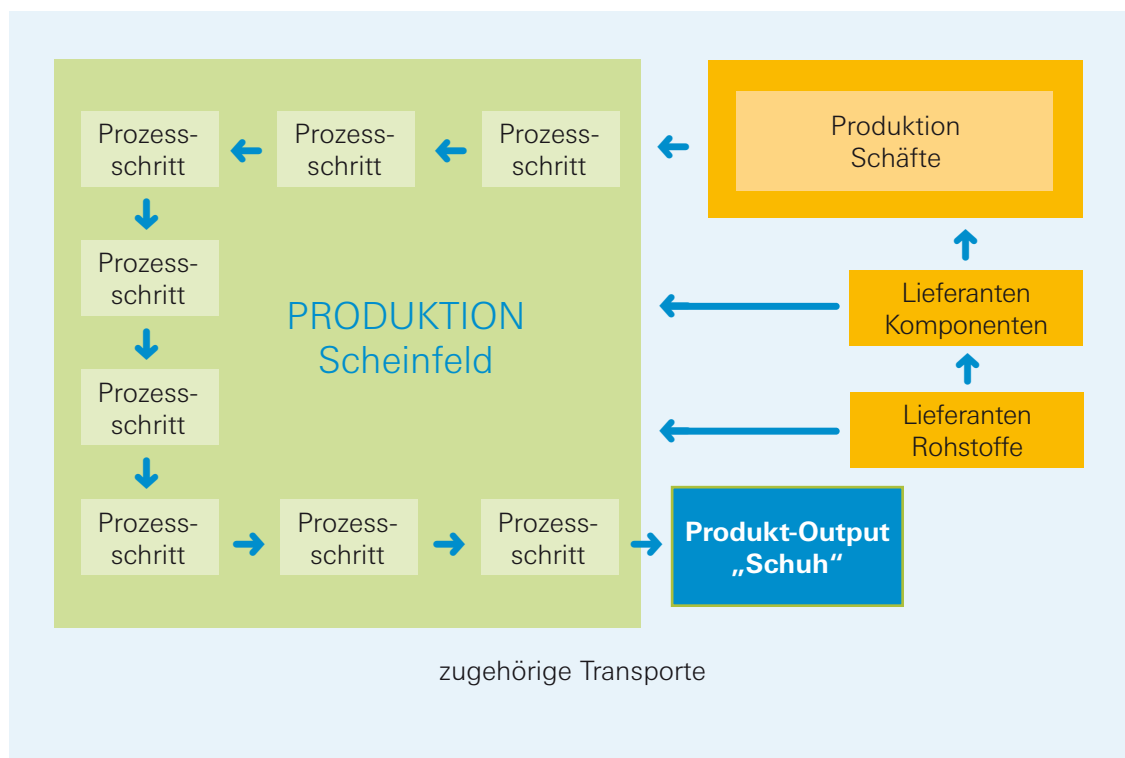 Prozess-
schritt
Prozess-
schritt
Prozess-
schritt
Produktion
Schäfte
Prozess-
schritt
PRODUKTION
Scheinfeld
Lieferanten
Komponenten
Prozess-
schritt
Lieferanten
Rohstoffe
Prozess-
schritt
Prozess-
schritt
Prozess-
schritt
Produkt-Output
„Schuh“
zugehörige Transporte